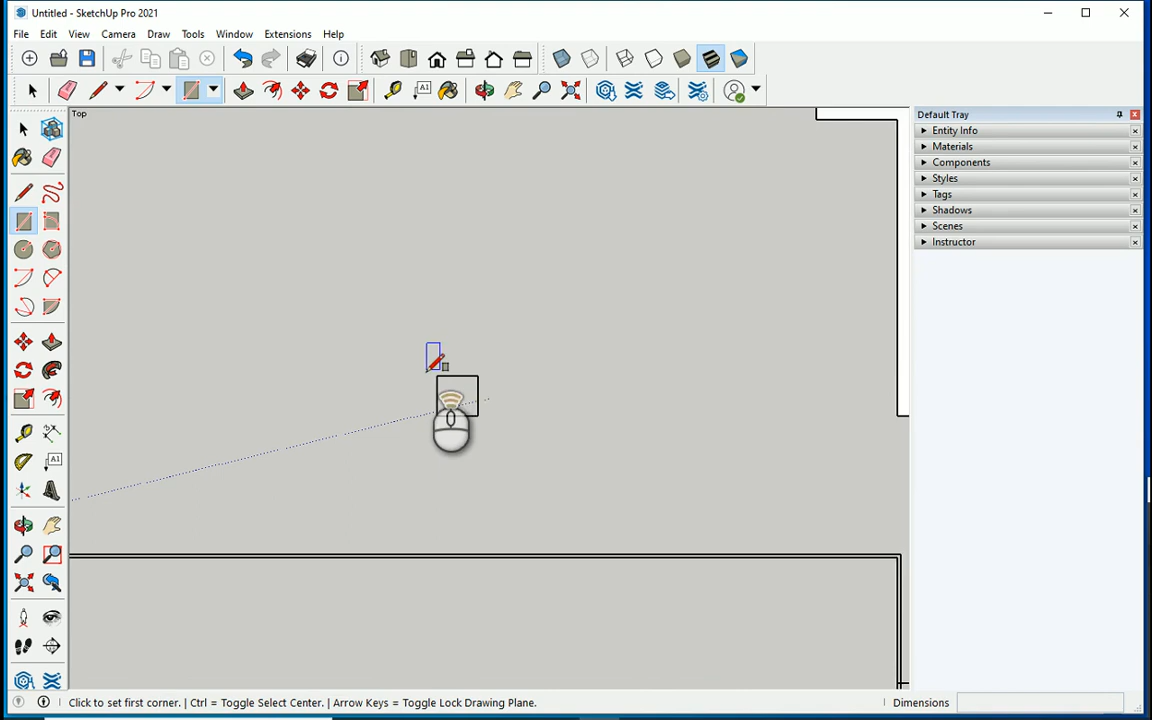 Untitled - SketchUp Pro 2021
File Edit View Camera Draw Tools Window Extensions Help
A1
Top
Default Tray
Entity Info
Materials
Components
Styles
Tags
Shadows
Scenes
Instructor
A1
Click to set first corner. | Ctrl = Toggle Select Center. | Arrow Keys = Toggle Lock Drawing Plane.
Dimensions